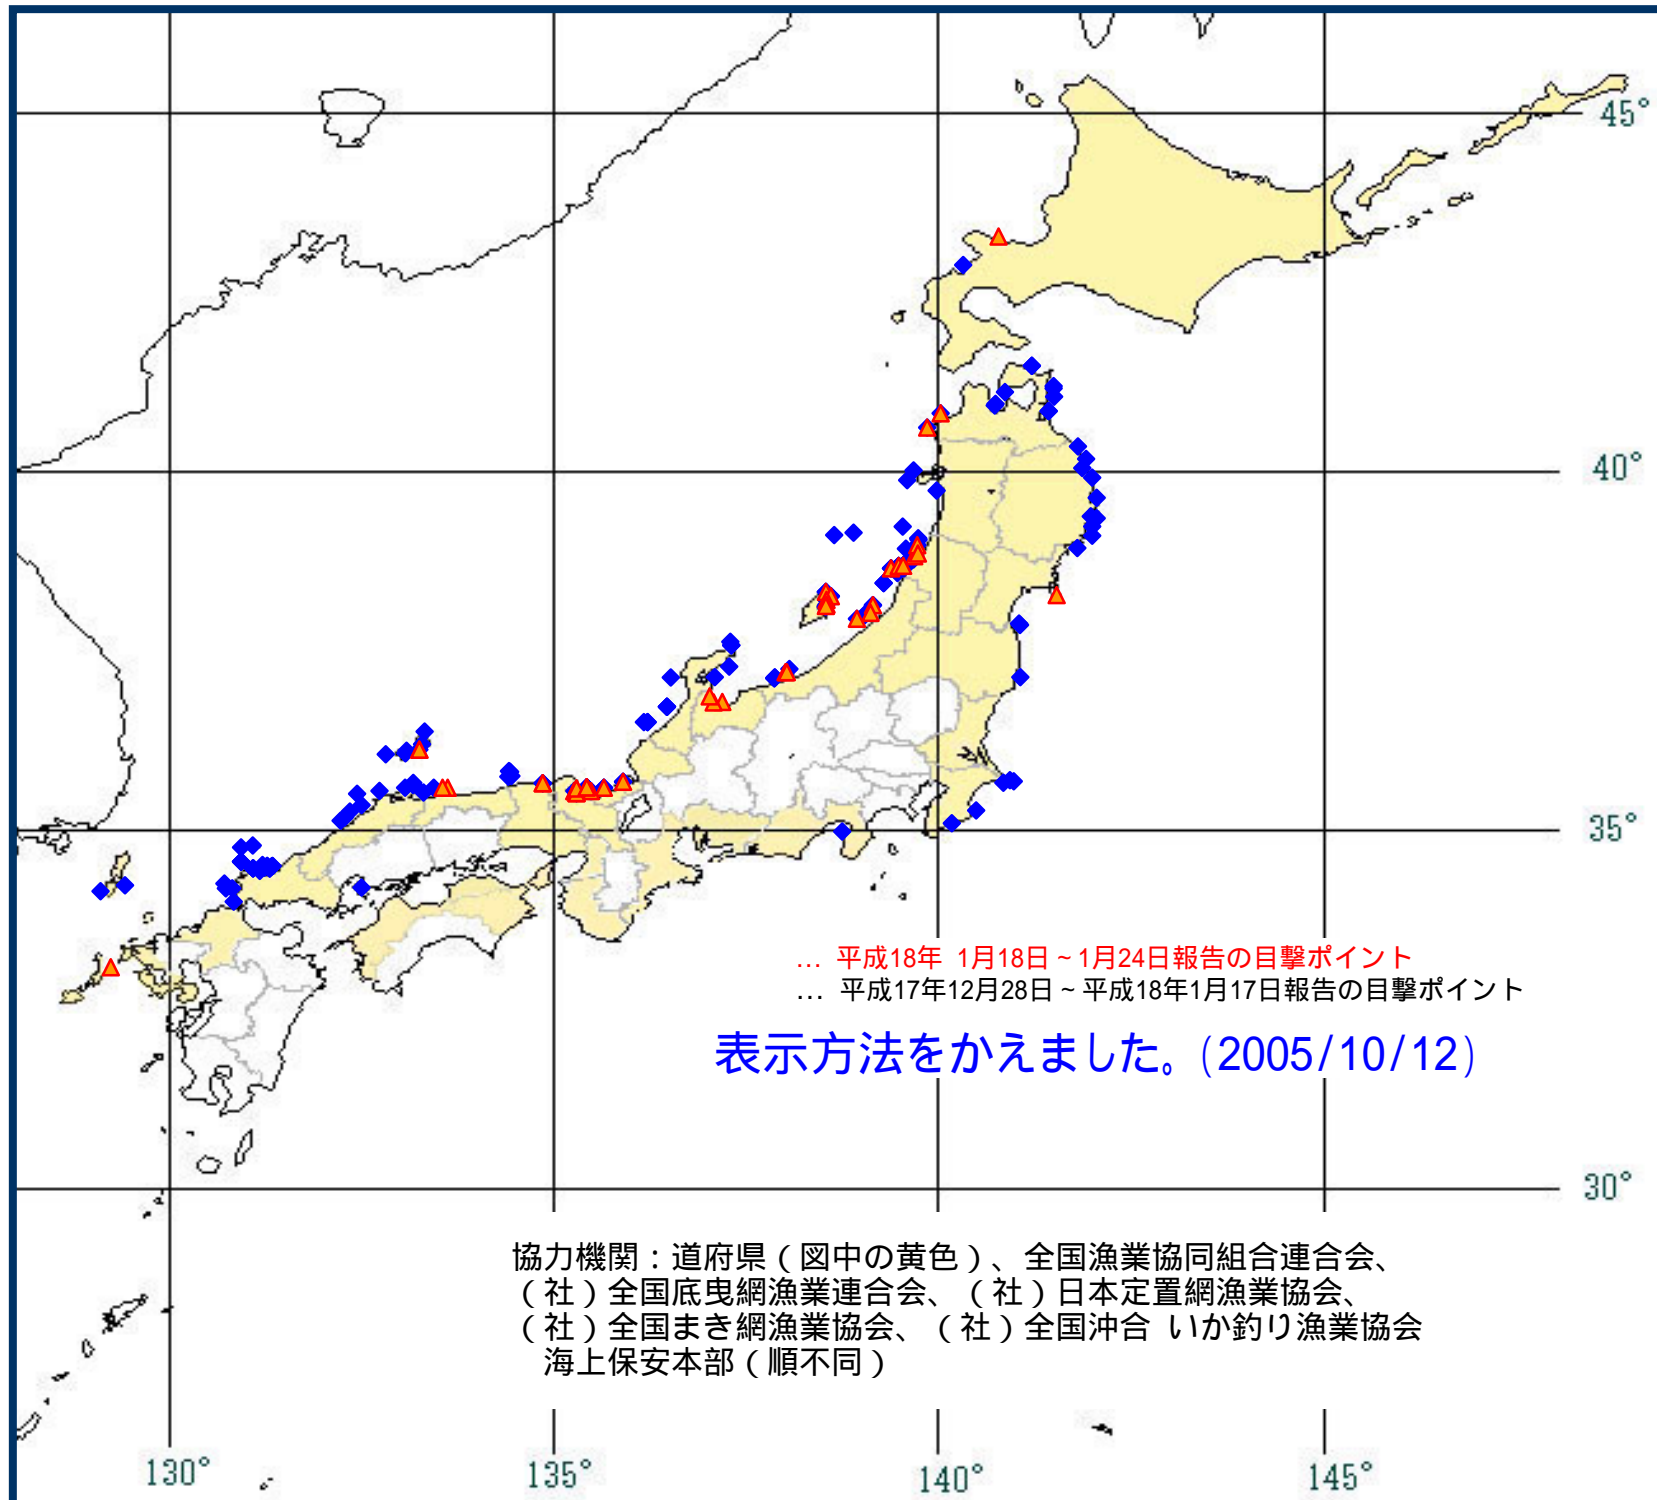 45°
40°
35°
… 平成18年 1月18日~1月24日報告の目撃ポイント
… 平成17年12月28日~平成18年1月17日報告の目撃ポイント
表示方法をかえました。(2005/10/12)
30°
協力機関:道府県(図中の黄色)、全国漁業協同組合連合会、
(社)全国底曳網漁業連合会、(社)日本定置網漁業協会、
(社)全国まき網漁業協会、(社)全国沖合 いか釣り漁業協会
海上保安本部(順不同)
130° 135° 140° 145°